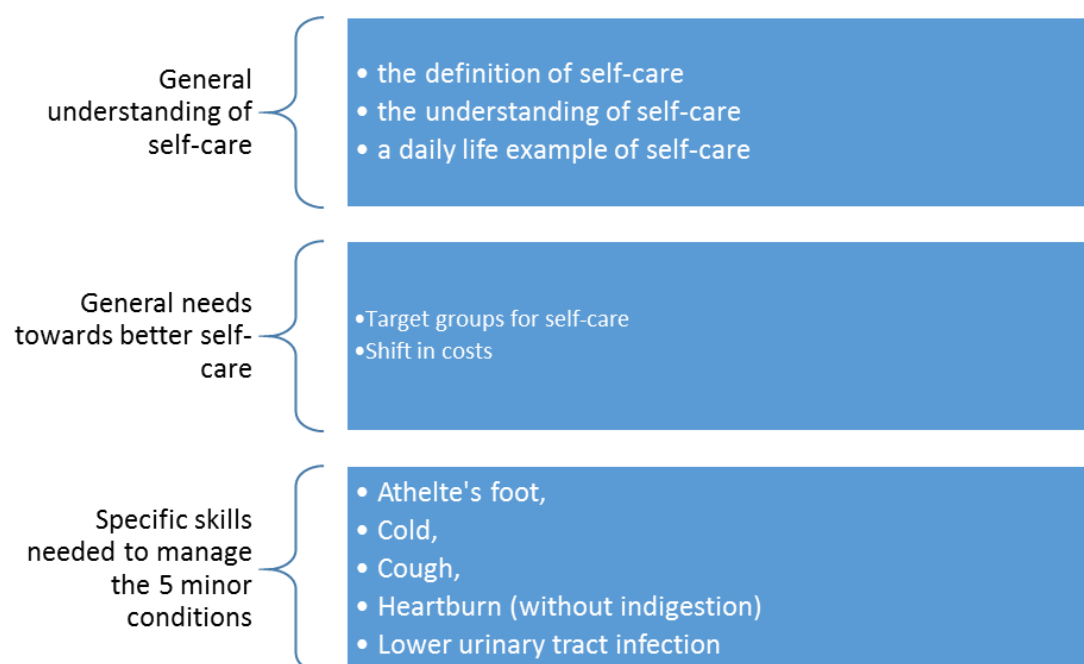 General
understanding of
self-care
• the definition of self-care
• the understanding of self-care
• a daily life example of self-care
General needs
towards better self-
care
•Target groups for self-care
•Shift in costs
Specific skills
needed to manage
the 5 minor
conditions
• Athelte's foot,
• Cold,
• Cough,
• Heartburn (without indigestion)
• Lower urinary tract infection